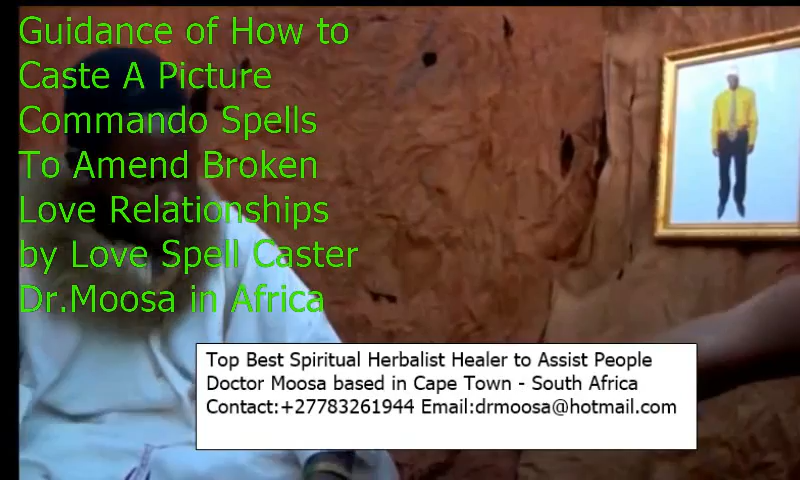 Guidance of How to
Caste A Picture
Commando Spells
To Amend Broken
Love Relationships
by Love Spell Caster
Dr.Moosa in Africa
Top Best Spiritual Herbalist Healer to Assist People
Doctor Moosa based in Cape Town - South Africa
Contact:+27783261944 Email:drmoosa@hotmail.com